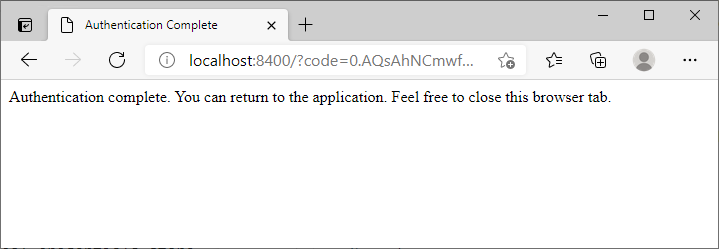 Authentication Complete
localhost:8400/?code=0.AQsAhNCmwf...
Authentication complete. You can return to the application. Feel free to close this browser tab.